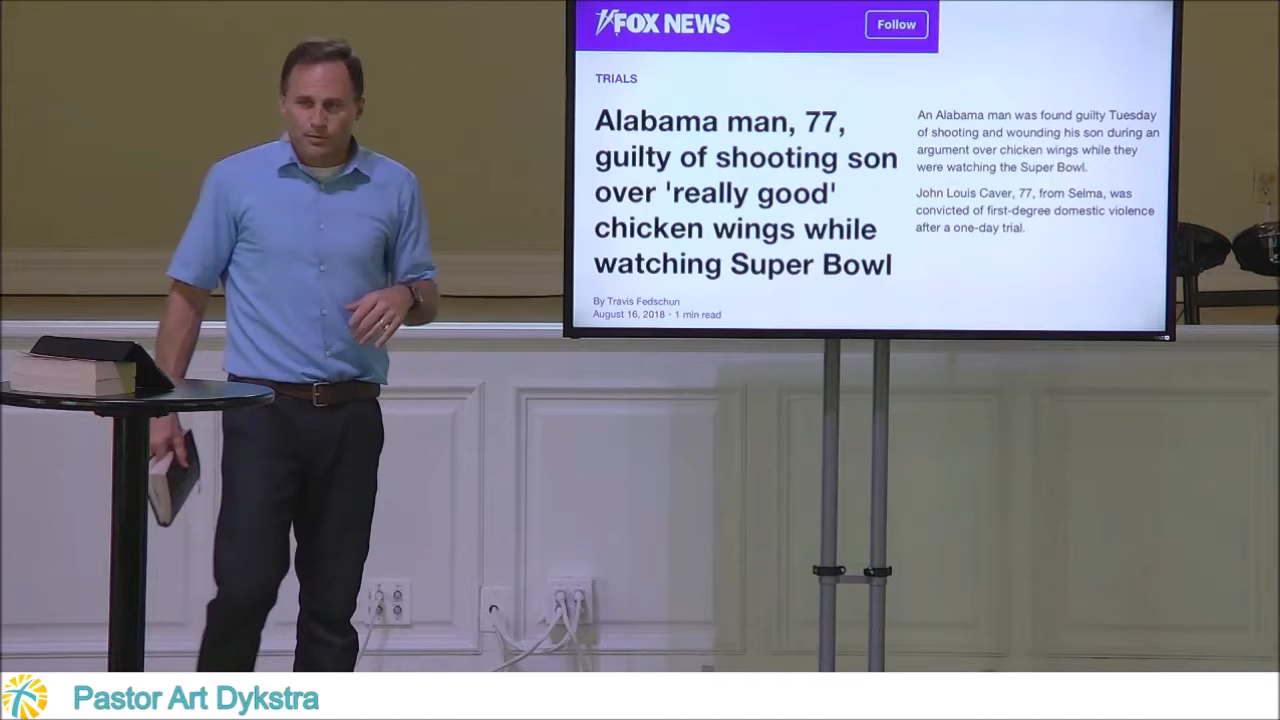 FOX NEWS
Follow
TRIALS
Alabama man, 77,
guilty of shooting son
over 'really good'
chicken wings while
watching Super Bowl
By Travis Fedschun
August 16, 2018 · 1 min read
An Alabama man was found guilty Tuesday
of shooting and wounding his son during an
argument over chicken wings while they
were watching the Super Bowl.
John Louis Caver, 77, from Selma, was
convicted of first-degree domestic violence
after a one-day trial.
Pastor Art Dykstra